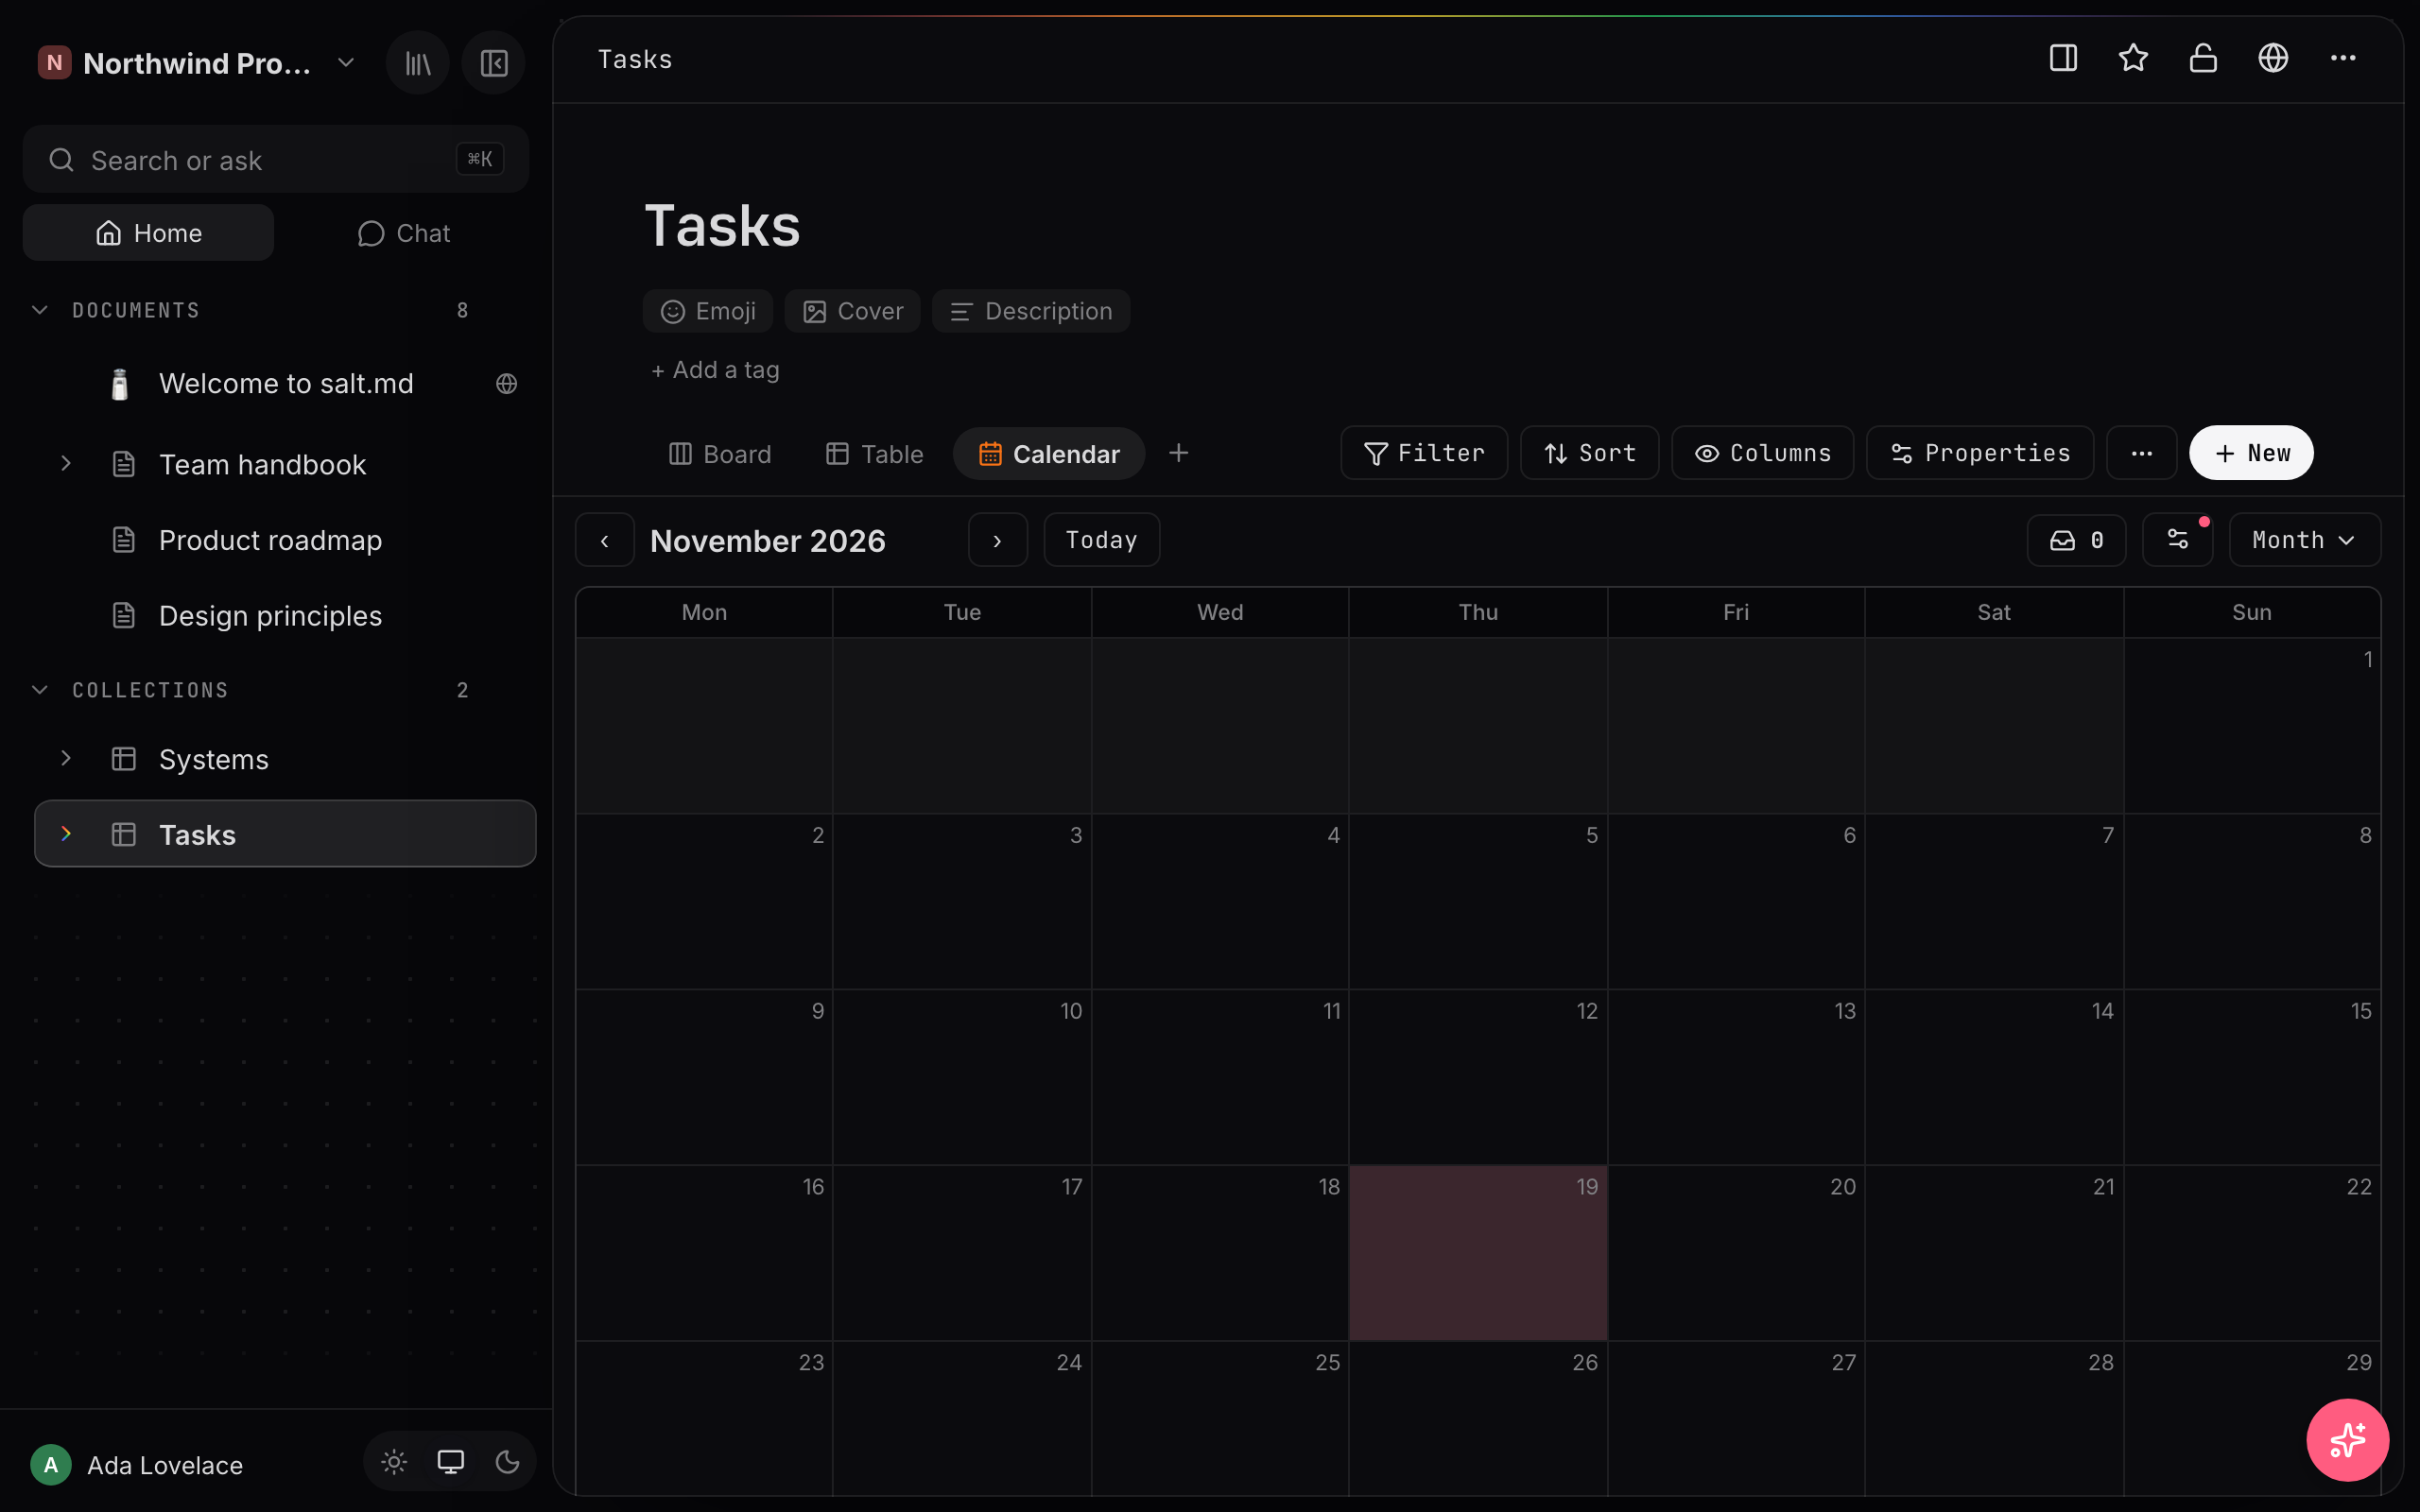 N Northwind Pro...
Search or ask ⌘K
Home Chat
DOCUMENTS 8
Welcome to salt.md
Team handbook
Product roadmap
Design principles
COLLECTIONS 2
Systems
Tasks
A Ada Lovelace
Tasks
Tasks
Emoji Cover Description
+ Add a tag
Board Table Calendar + Filter Sort Columns Properties ... + New
‹ November 2026 › Today 0 Month
Mon Tue Wed Thu Fri Sat Sun
1
2 3 4 5 6 7 8
9 10 11 12 13 14 15
16 17 18 19 20 21 22
23 24 25 26 27 28 29